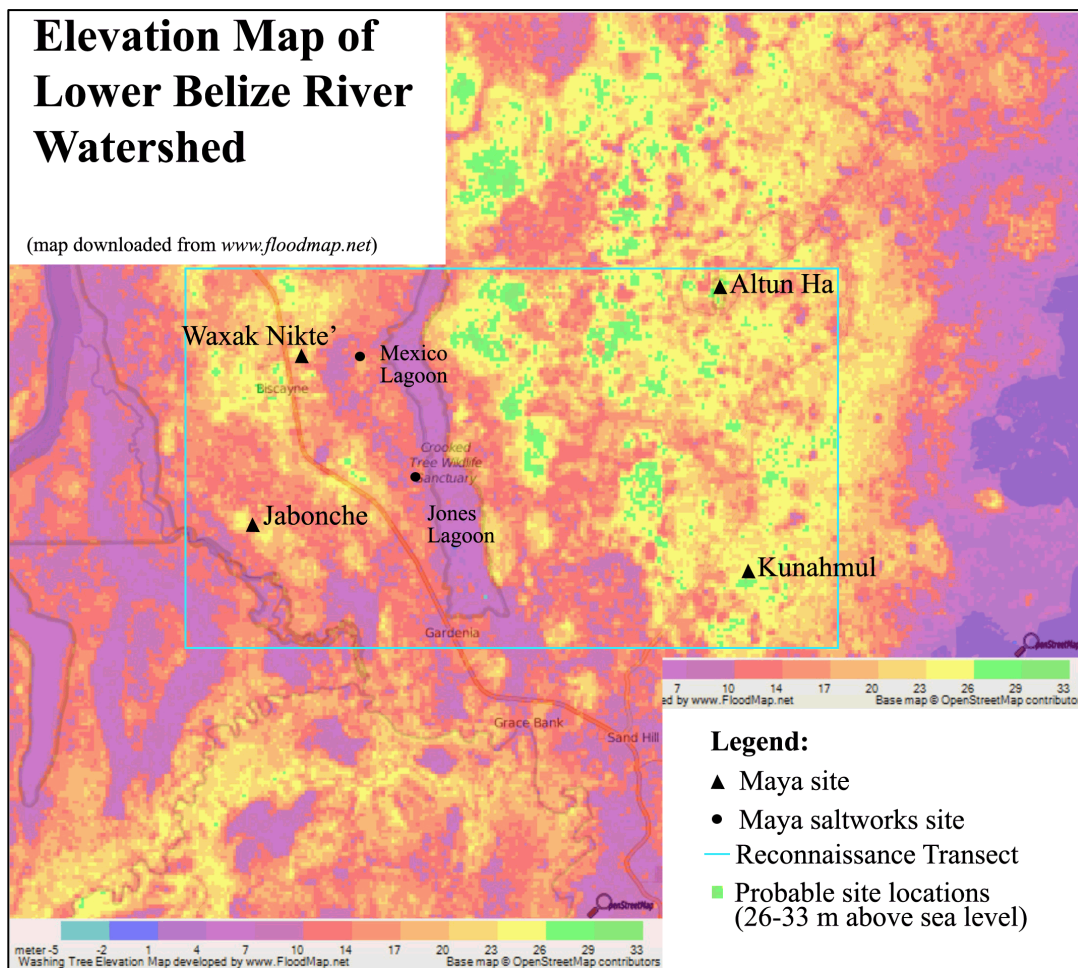 Elevation Map of
Lower Belize River
Watershed
(map downloaded from www.floodmap.net)
Altun Ha
Waxak Nikte’
Mexico
Lagoon
Biscayne
Crooked
Tree Wildlife
Sanctuary
Jabonche
Jones
Lagoon
Kunahmul
Gardenia
OpenStreetMap
7 10 14 17 20 23 26 29 33
ed by www.FloodMap.net Base map © OpenStreetMap contributor
Grace Bank
Sand Hill
Legend:
Maya site
Maya saltworks site
Reconnaissance Transect
Probable site locations
(26-33 m above sea level)
OpenStreetMap
meter -5 -2 1 4 7 10 14 17 20 23 26 29 33
Washing Tree Elevation Map developed by www.FloodMap.net Base map © OpenStreetMap contributors